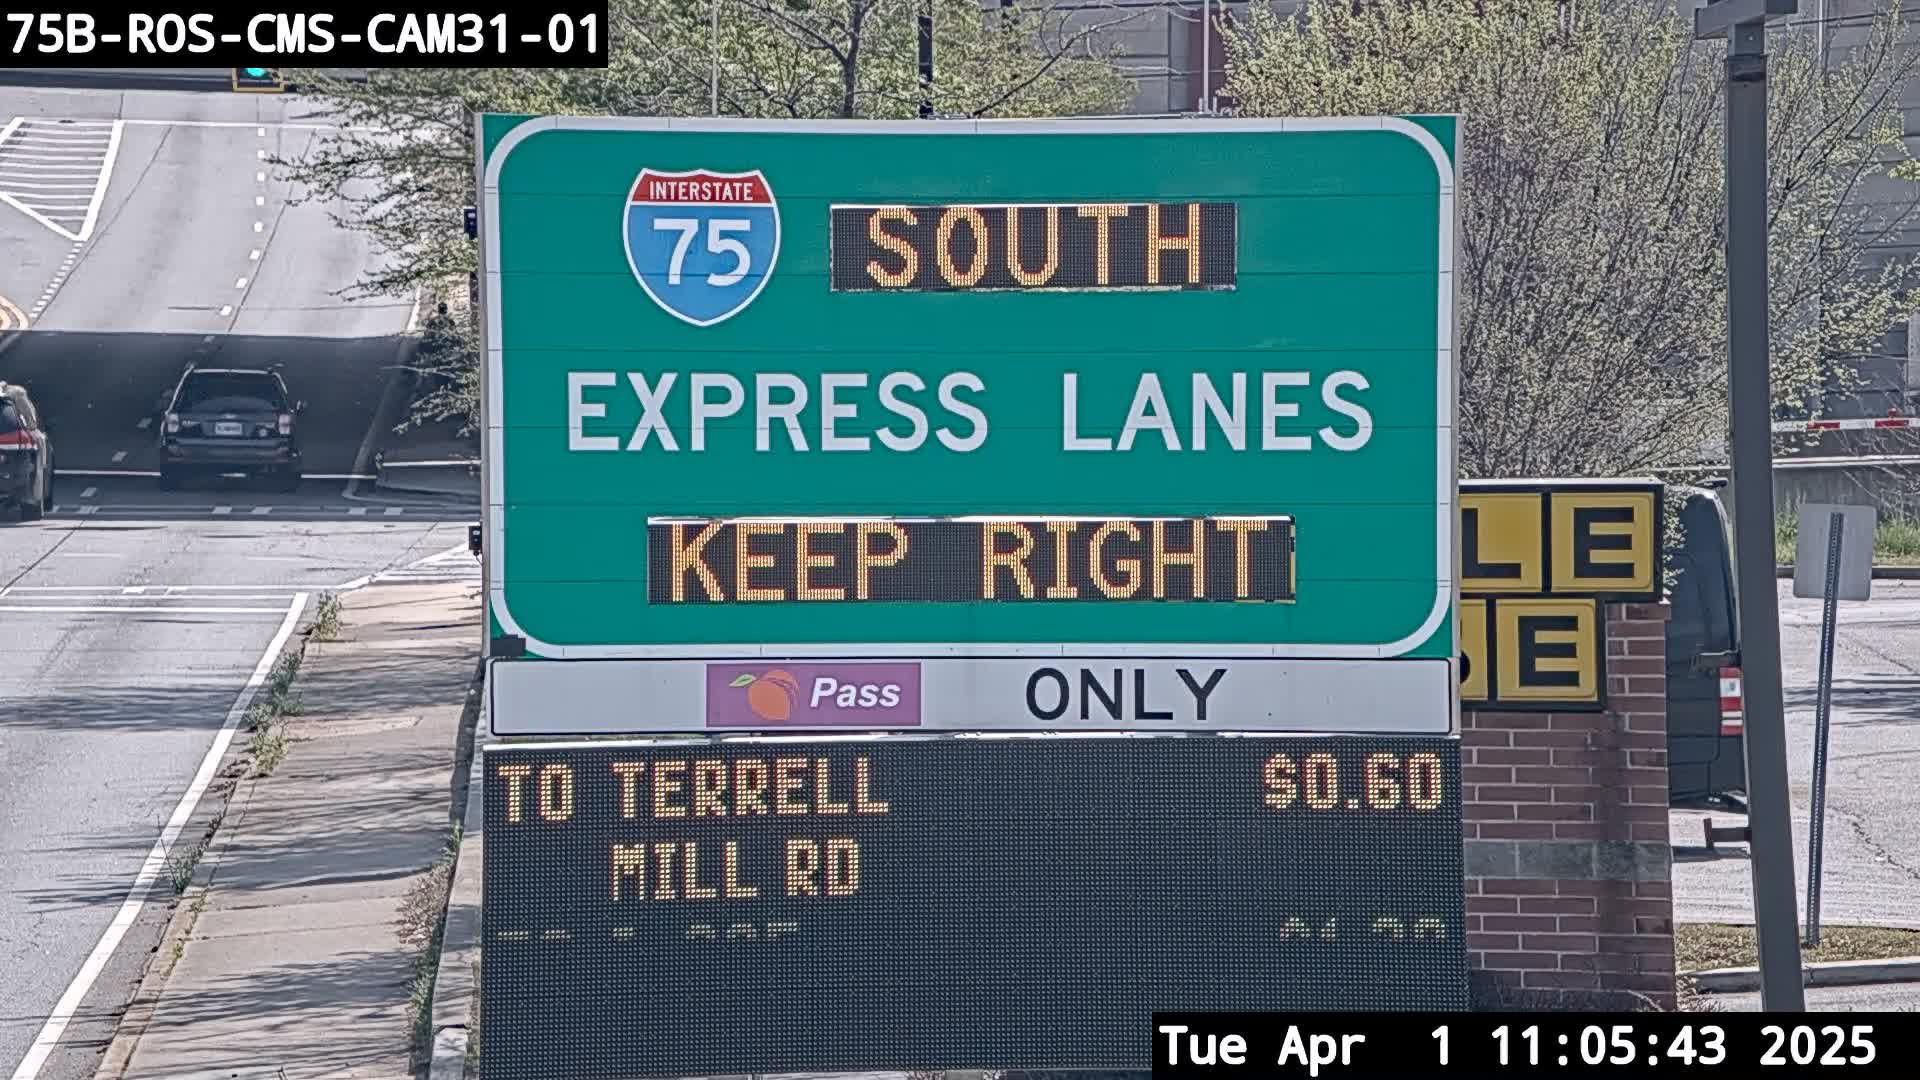 75B-ROS-CMS-CAM31-01
INTERSTATE
75
SOUTH
EXPRESS LANES
KEEP RIGHT
Pass ONLY
LE
E
TO TERRELL $0.60
MILL RD
Tue Apr 1 11:05:43 2025